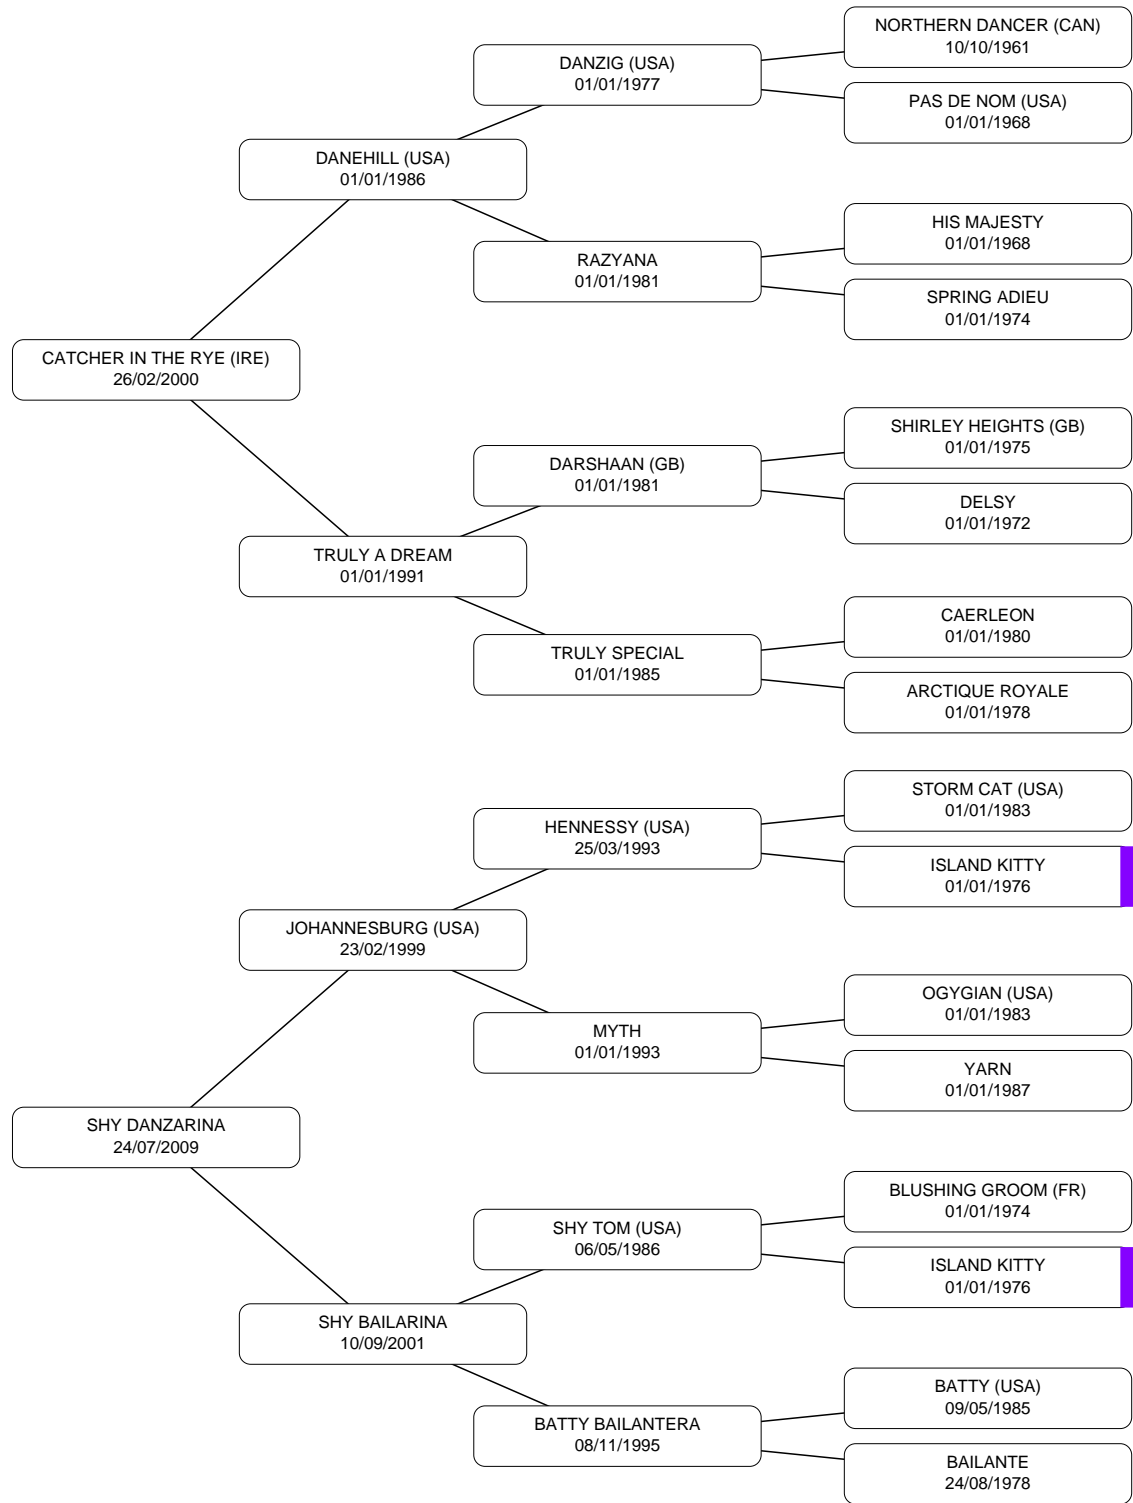 NORTHERN DANCER (CAN)
10/10/1961
DANZIG (USA)
01/01/1977
PAS DE NOM (USA)
01/01/1968
DANEHILL (USA)
01/01/1986
HIS MAJESTY
01/01/1968
RAZYANA
01/01/1981
SPRING ADIEU
01/01/1974
CATCHER IN THE RYE (IRE)
26/02/2000
SHIRLEY HEIGHTS (GB)
01/01/1975
DARSHAAN (GB)
01/01/1981
DELSY
01/01/1972
TRULY A DREAM
01/01/1991
CAERLEON
01/01/1980
TRULY SPECIAL
01/01/1985
ARCTIQUE ROYALE
01/01/1978
STORM CAT (USA)
01/01/1983
HENNESSY (USA)
25/03/1993
ISLAND KITTY
01/01/1976
JOHANNESBURG (USA)
23/02/1999
OGYGIAN (USA)
01/01/1983
MYTH
01/01/1993
YARN
01/01/1987
SHY DANZARINA
24/07/2009
BLUSHING GROOM (FR)
01/01/1974
SHY TOM (USA)
06/05/1986
ISLAND KITTY
01/01/1976
SHY BAILARINA
10/09/2001
BATTY (USA)
09/05/1985
BATTY BAILANTERA
08/11/1995
BAILANTE
24/08/1978